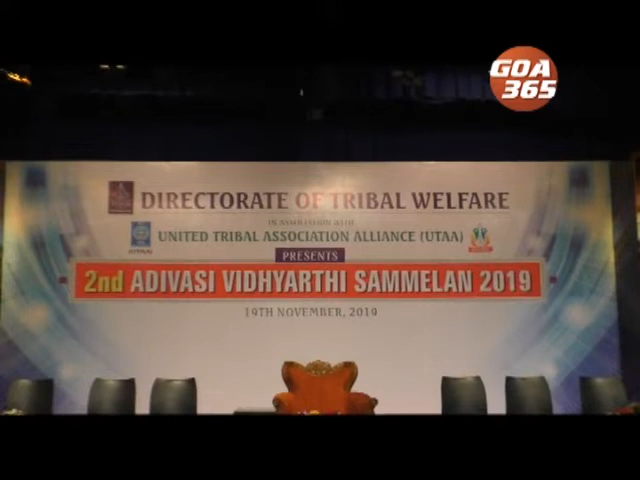 GOA
365
DIRECTORATE OF TRIBAL WELFARE
IN ASSOCIATION WITH
UNITED TRIBAL ASSOCIATION ALLIANCE (UTAA)
PRESENTS
2nd ADIVASI VIDHYARTHI SAMMELAN 2019
19TH NOVEMBER, 2019